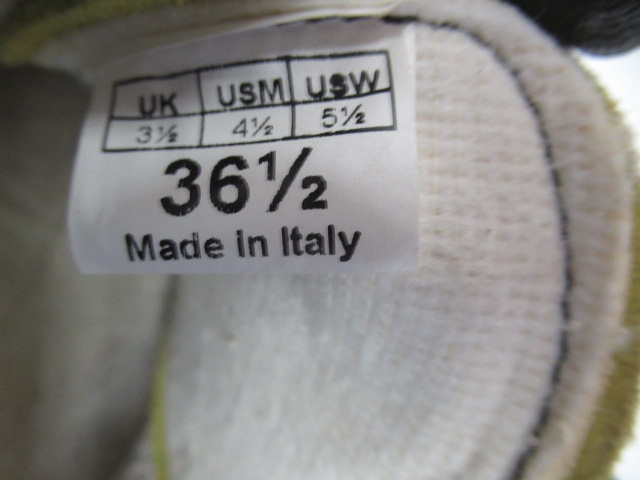 UK USM USW
3½ 4½ 5½
36½
Made in Italy